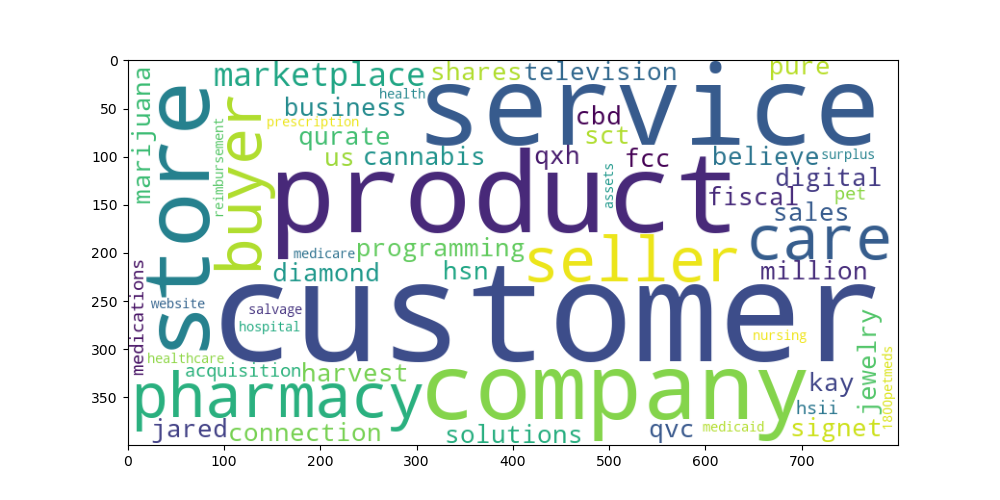 0
50
100
150
200
250
300
350
0 100 200 300 400 500 600 700
marijuana
store
marketplace
shares
television
pure
health
business
service
prescription
cbd
qurate
sct
us
cannabis
qxh
fcc
believe
surplus
reimbursement
buyer
product
assets
digital
fiscal
pet
sales
care
medicare
programming
seller
diamond
hsn
million
medications
website
salvage
hospital
customer
nursing
jewelry
healthcare
acquisition
harvest
pharmacy
company
kay
hsii
1800petmeds
jared
connection
solutions
qvc
medicaid
signet